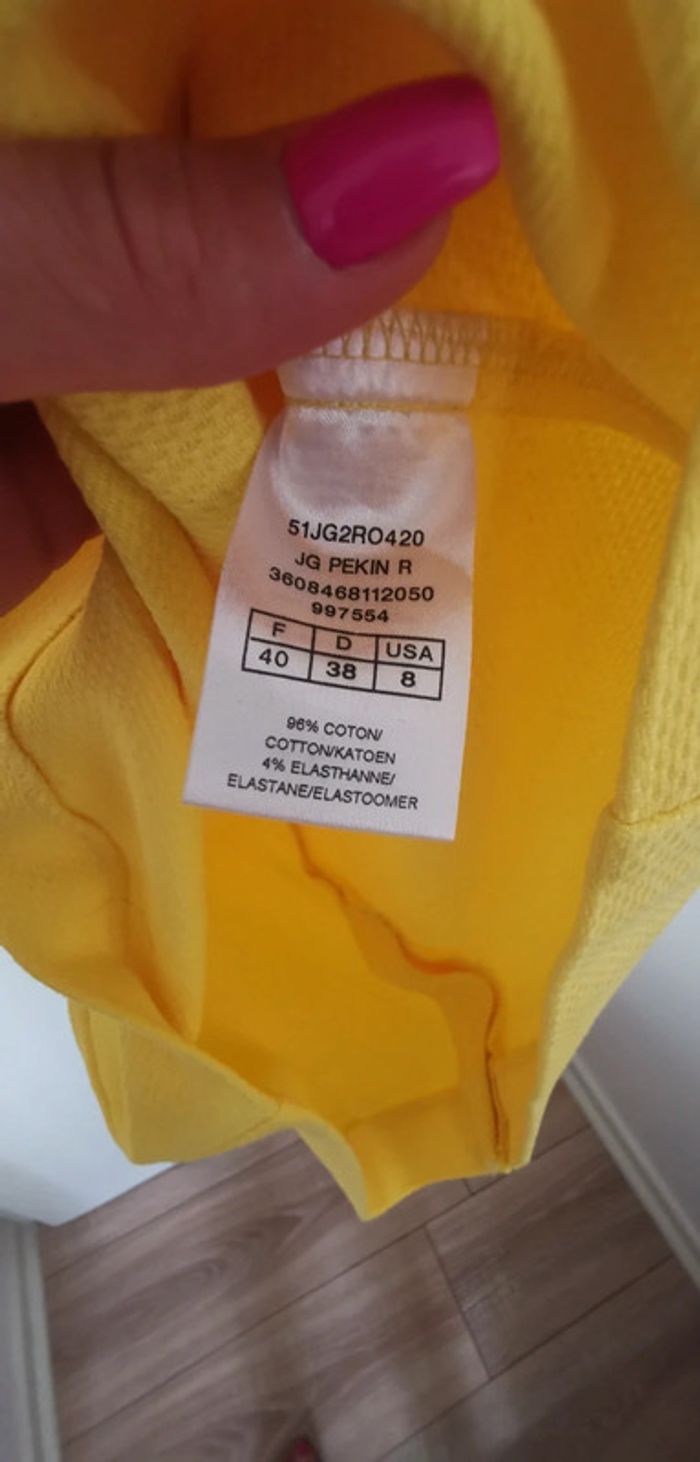 51JG2RO420
JG PEKIN R
3608468112050
997554
F D USA
40 38 8
96% COTON/
COTTON/KATOEN
4% ELASTHANNE/
ELASTANE/ELASTOOMER